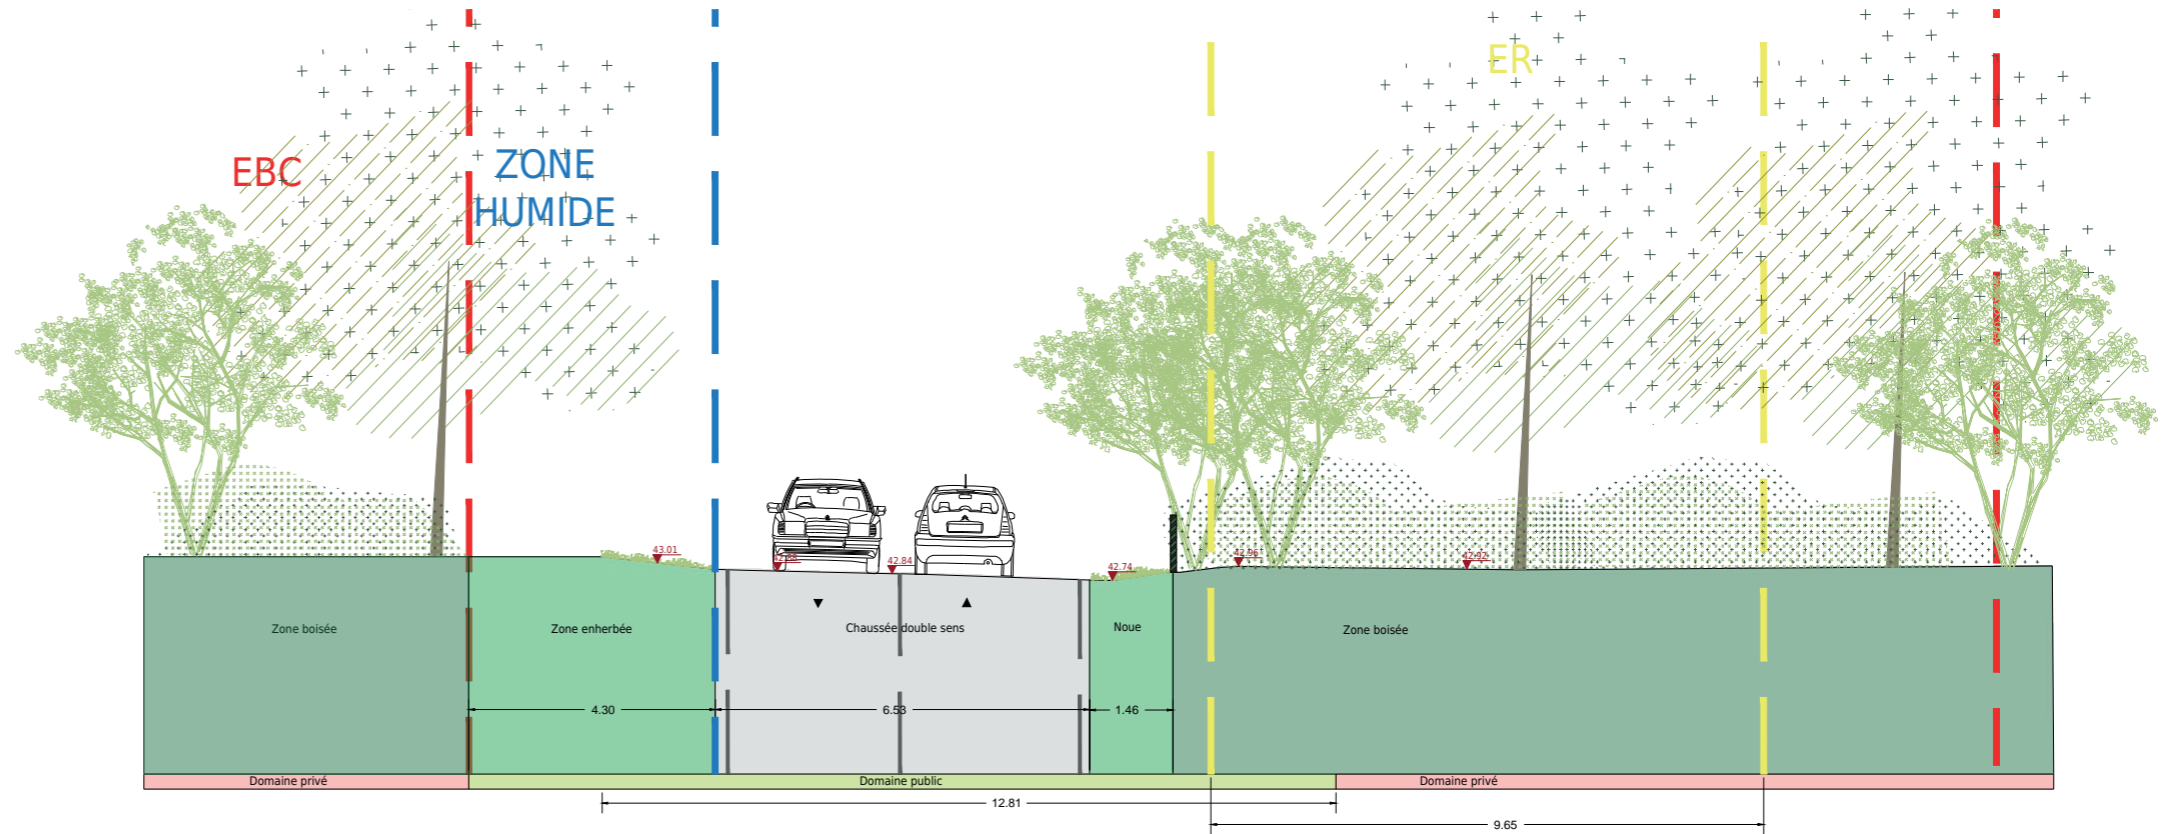 ER
EBC
ZONE
HUMIDE
43.01
42.84
42.74
42.96
42.92
Zone boisée
Zone enherbée
Chaussée double sens
Noue
Zone boisée
4.30
6.53
1.46
Domaine privé
Domaine public
Domaine privé
12.81
9.65